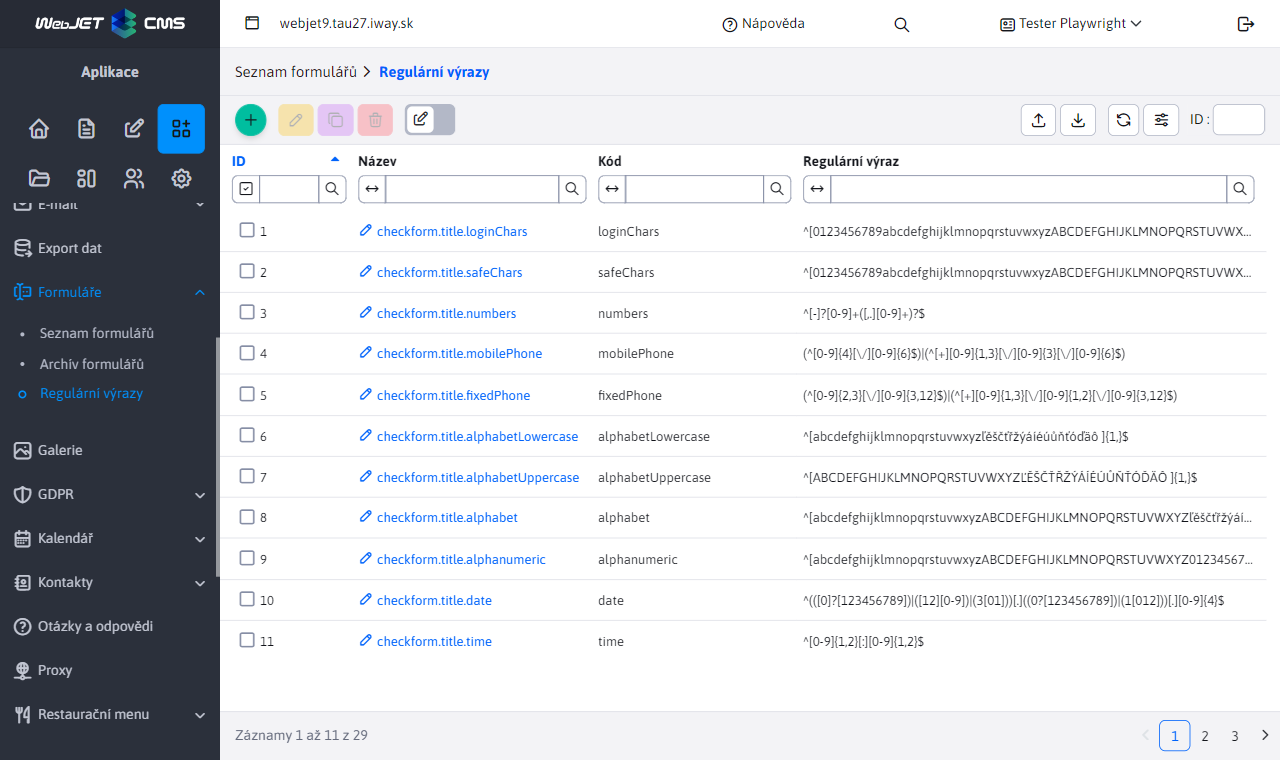 WebJET CMS
webjet9.tau27.iway.sk
Nápověda
Tester Playwright
Aplikace
E-mail
Export dat
Formuláře
Seznam formulářů
Archiv formulářů
Regulární výrazy
Galerie
GDPR
Kalendář
Kontakty
Otázky a odpovědi
Proxy
Restaurační menu
Seznam formulářů > Regulární výrazy
ID :
ID Název Kód Regulární výraz
1 checkform.title.loginChars loginChars ^[0123456789abcdefghijklmnopqrstuvwxyzABCDEFGHIJKLMNOPQRSTUVWX...
2 checkform.title.safeChars safeChars ^[0123456789abcdefghijklmnopqrstuvwxyzABCDEFGHIJKLMNOPQRSTUVWX...
3 checkform.title.numbers numbers ^[-]?[0-9]+([,.][0-9]+)?$
4 checkform.title.mobilePhone mobilePhone (^[0-9]{4}[\/][0-9]{6}$)|(^[+][0-9]{1,3}[\/][0-9]{3}[\/][0-9]{6}$)
5 checkform.title.fixedPhone fixedPhone (^[0-9]{2,3}[\/][0-9]{3,12}$)|(^[+][0-9]{1,3}[\/][0-9]{1,2}[\/][0-9]{3,12}$)
6 checkform.title.alphabetLowercase alphabetLowercase ^[abcdefghijklmnopqrstuvwxyzľěščťřžýáíéúůňťóďäô ]{1,}$
7 checkform.title.alphabetUppercase alphabetUppercase ^[ABCDEFGHIJKLMNOPQRSTUVWXYZĽĚŠČŤŘŽÝÁÍÉÚŮŇŤÓĎÄÔ ]{1,}$
8 checkform.title.alphabet alphabet ^[abcdefghijklmnopqrstuvwxyzABCDEFGHIJKLMNOPQRSTUVWXYZľěščťřžýáí...
9 checkform.title.alphanumeric alphanumeric ^[abcdefghijklmnopqrstuvwxyzABCDEFGHIJKLMNOPQRSTUVWXYZ01234567...
10 checkform.title.date date ^(([0]?[123456789])|([12][0-9])|(3[01]))[.]((0?[123456789])|(1[012]))[.][0-9]{4}$
11 checkform.title.time time ^[0-9]{1,2}[:][0-9]{1,2}$
Záznamy 1 až 11 z 29
1 2 3